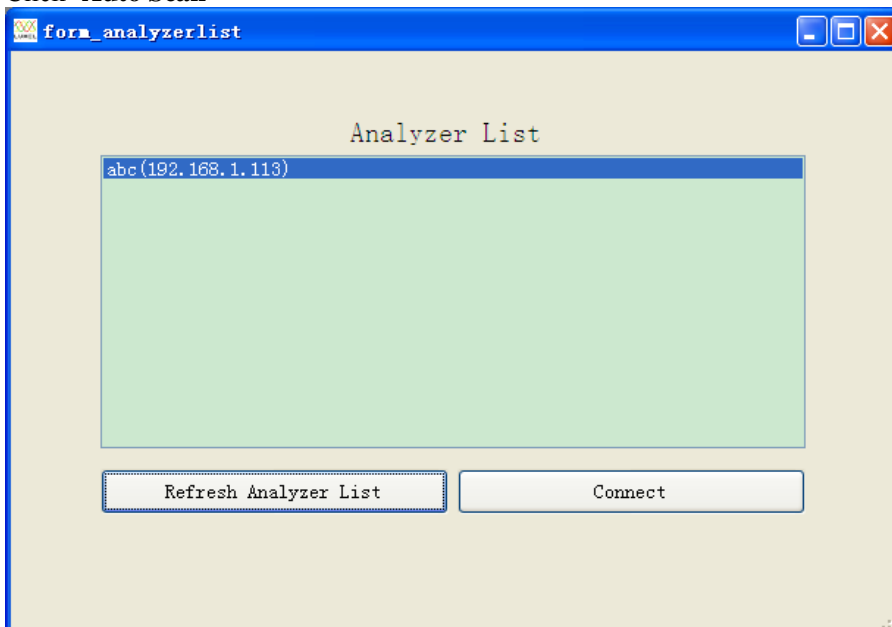 form_analyzerlist
Analyzer List
abc(192.168.1.113)
Refresh Analyzer List
Connect